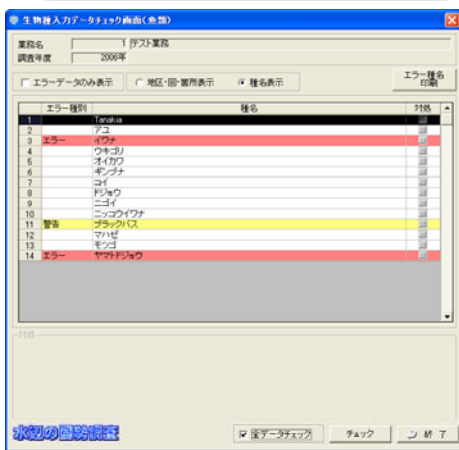 生物種入力データチェック画面(魚類)
業務名 1 テスト業務
調査年度 2006年
エラーデータのみ表示 地区・回・箇所表示 種名表示 エラー種名印刷
エラー種別 種名 対処
1 Tanakia
2 アユ
3 エラー イワナ
4 ウキゴリ
5 オイカワ
6 ギンブナ
7 コイ
8 ドジョウ
9 ニゴイ
10 ニッコウイワナ
11 警告 ブラックバス
12 マハゼ
13 モツゴ
14 エラー ヤマトドジョウ
対処
水辺の国勢調査 全データチェック チェック 終了